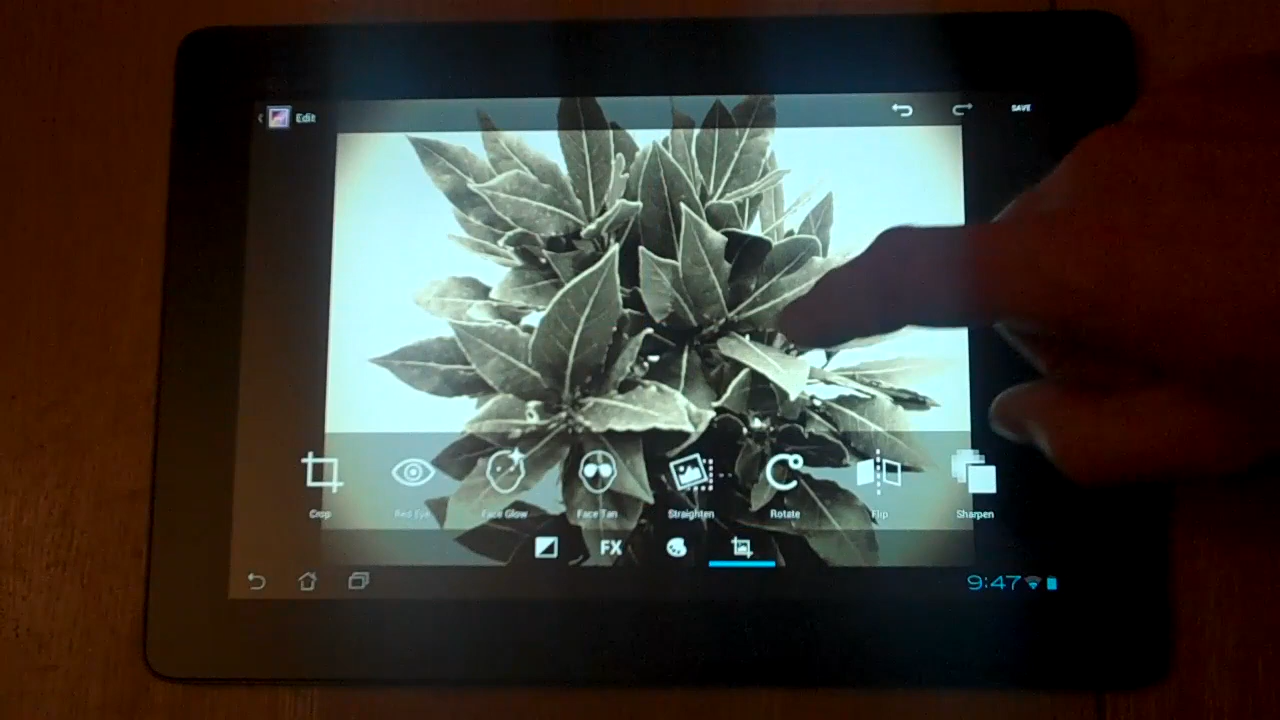 Edit
SAVE
Crop
Red Eye
Face Glow
Face Tan
Straighten
Rotate
Flip
Sharpen
FX
9:47